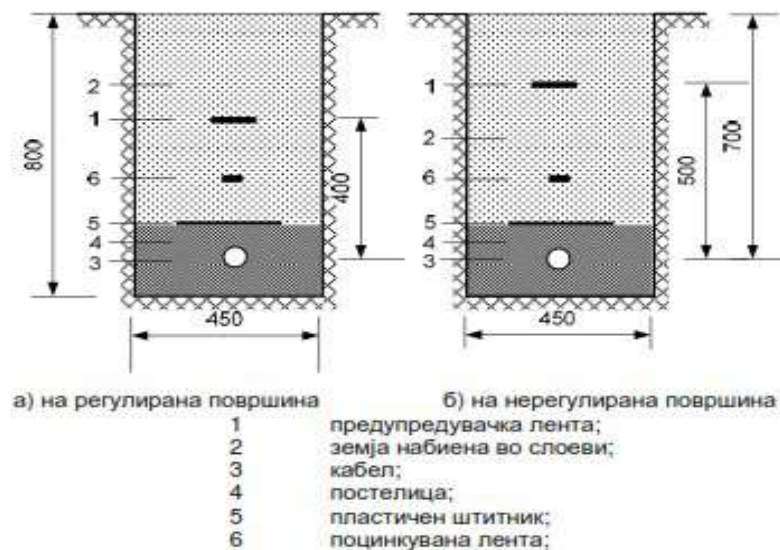 2
1
6
5
4
3
800
400
450
1
2
6
5
4
3
500
700
450
а) на регулирана површина
б) на нерегулирана површина
1 предупредувачка лента;
2 земја набиена во слоеви;
3 кабел;
4 постелица;
5 пластичен штитник;
6 поцинкувана лента;